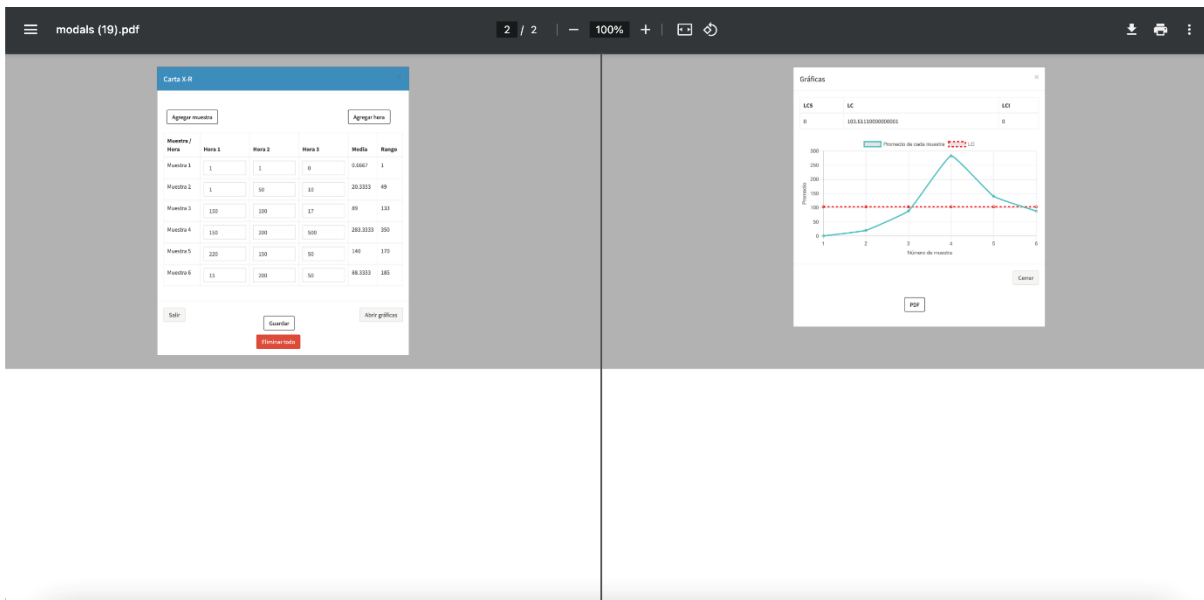 modals (19).pdf
2 / 2
100%
Carta X-R
×
Agregar muestra
Agregar hora
Muestra / Hora Hora 1 Hora 2 Hora 3 Media Rango
Muestra 1 1 1 0 0.6667 1
Muestra 2 1 50 10 20.3333 49
Muestra 3 150 100 17 89 133
Muestra 4 150 200 500 283.3333 350
Muestra 5 220 150 50 140 170
Muestra 6 15 200 50 88.3333 185
Salir
Guardar
Abrir gráficas
Eliminar todo
Gráficas
×
LCS LC LCI
0 103.61110000000001 0
Promedio de cada muestra LC
300
250
200
150
100
50
0
Promedio
1 2 3 4 5 6
Número de muestra
Cerrar
PDF